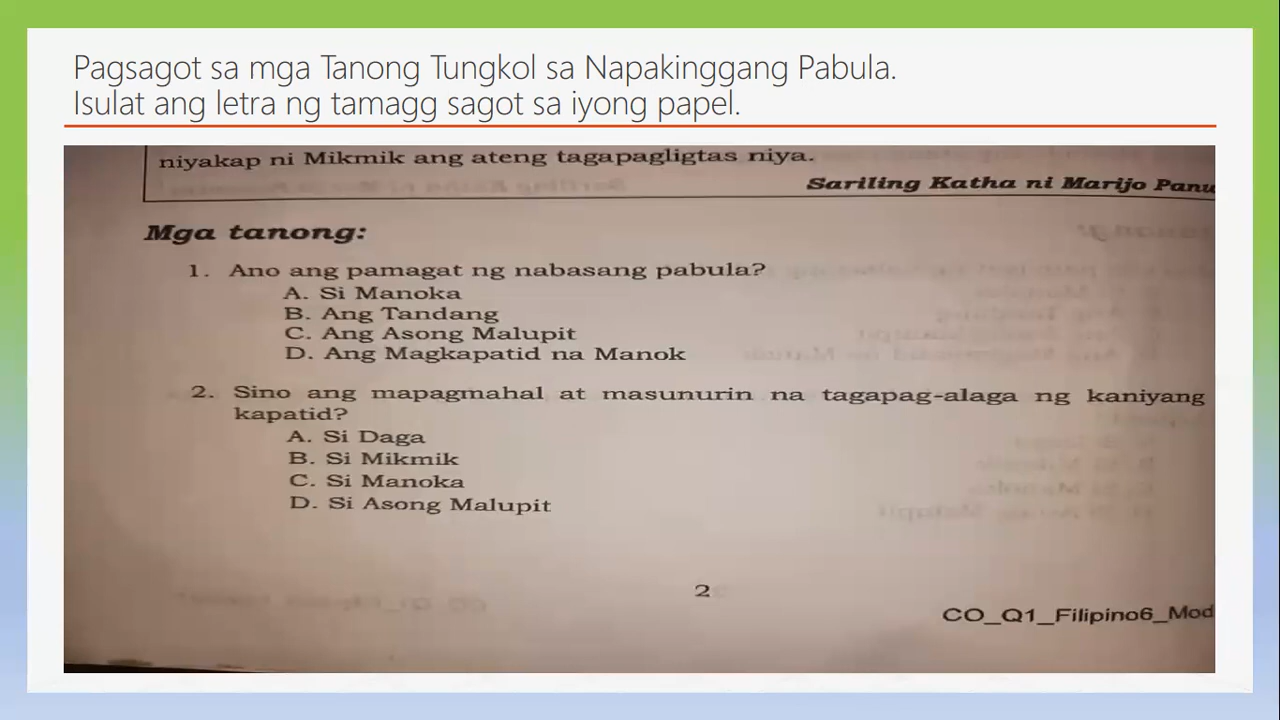 Pagsagot sa mga Tanong Tungkol sa Napakinggang Pabula.
Isulat ang letra ng tamagg sagot sa iyong papel.
niyakap ni Mikmik ang ateng tagapagligtas niya.
Sariling Katha ni Marijo Panu
Mga tanong:
1. Ano ang pamagat ng nabasang pabula?
A. Si Manoka
B. Ang Tandang
C. Ang Asong Malupit
D. Ang Magkapatid na Manok
2. Sino ang mapagmahal at masunurin na tagapag-alaga ng kaniyang
kapatid?
A. Si Daga
B. Si Mikmik
C. Si Manoka
D. Si Asong Malupit
2
CO_Q1_Filipino6_Mod